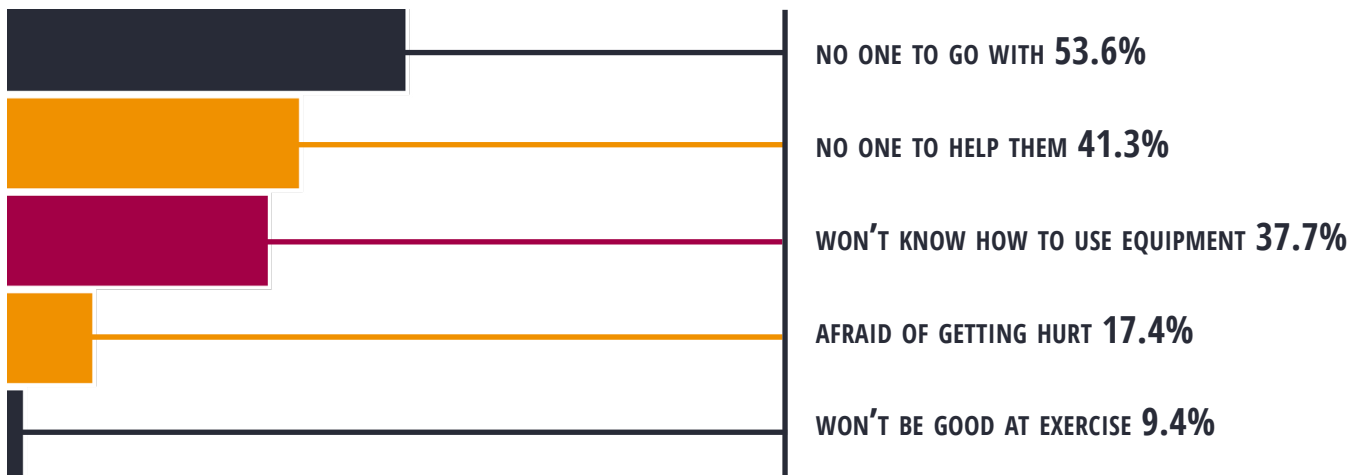 NO ONE TO GO WITH 53.6%
NO ONE TO HELP THEM 41.3%
WON'T KNOW HOW TO USE EQUIPMENT 37.7%
AFRAID OF GETTING HURT 17.4%
WON'T BE GOOD AT EXERCISE 9.4%